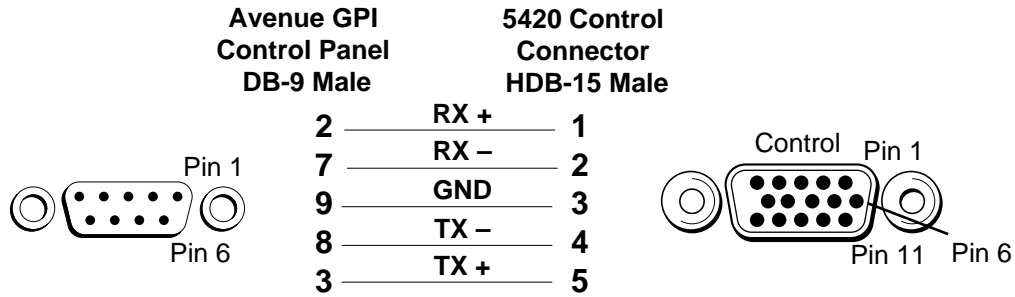 Avenue GPI
Control Panel
DB-9 Male
5420 Control
Connector
HDB-15 Male
2 RX + 1
7 RX – 2
9 GND 3
8 TX – 4
3 TX + 5
Pin 1
Pin 6
Control
Pin 1
Pin 11
Pin 6